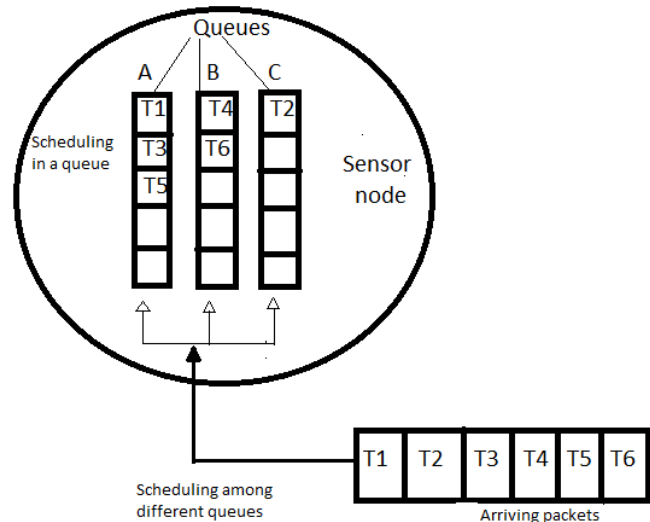 Queues
A B C
T1 T4 T2
Scheduling
in a queue
T3 T6
T5
Sensor
node
T1 T2 T3 T4 T5 T6
Scheduling among
different queues
Arriving packets